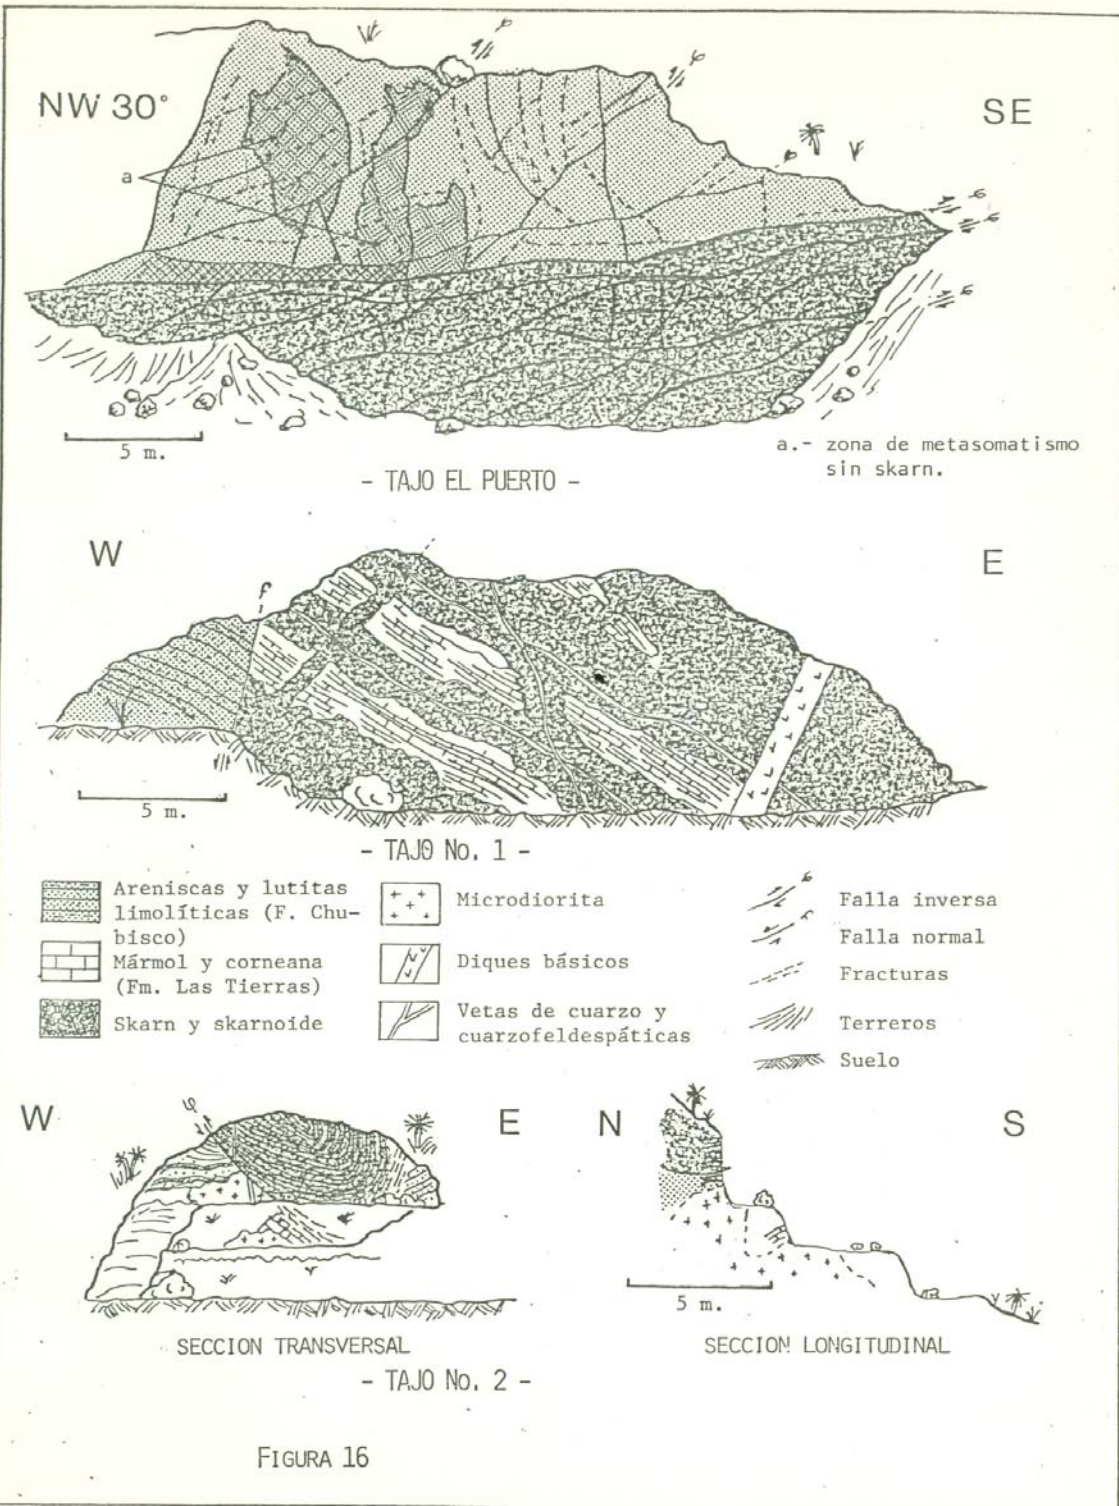 NW 30°
SE
a
5 m.
a.- zona de metasomatismo
sin skarn.
- TAJO EL PUERTO -
W
E
f
5 m.
- TAJO No. 1 -
Areniscas y lutitas
limolíticas (F. Chu-
bisco)
Mármol y corneana
(Fm. Las Tierras)
Skarn y skarnoide
Microdiorita
Diques básicos
Vetas de cuarzo y
cuarzofeldespáticas
Falla inversa
Falla normal
Fracturas
Terreros
Suelo
W
E
N
S
5 m.
SECCION TRANSVERSAL
SECCION LONGITUDINAL
- TAJO No. 2 -
FIGURA 16